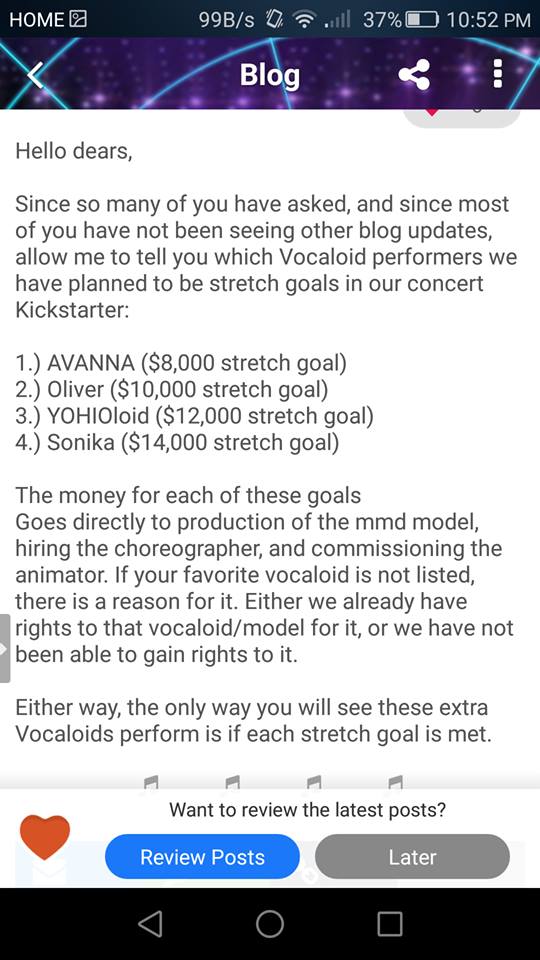 HOME 99B/s 37% 10:52 PM
Blog
Hello dears,
Since so many of you have asked, and since most
of you have not been seeing other blog updates,
allow me to tell you which Vocaloid performers we
have planned to be stretch goals in our concert
Kickstarter:
1.) AVANNA ($8,000 stretch goal)
2.) Oliver ($10,000 stretch goal)
3.) YOHIOloid ($12,000 stretch goal)
4.) Sonika ($14,000 stretch goal)
The money for each of these goals
Goes directly to production of the mmd model,
hiring the choreographer, and commissioning the
animator. If your favorite vocaloid is not listed,
there is a reason for it. Either we already have
rights to that vocaloid/model for it, or we have not
been able to gain rights to it.
Either way, the only way you will see these extra
Vocaloids perform is if each stretch goal is met.
Want to review the latest posts?
Review Posts
Later